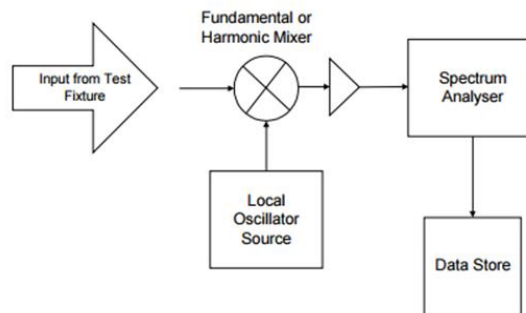 Fundamental or
Harmonic Mixer
Input from Test
Fixture
Spectrum
Analyser
Local
Oscillator
Source
Data Store